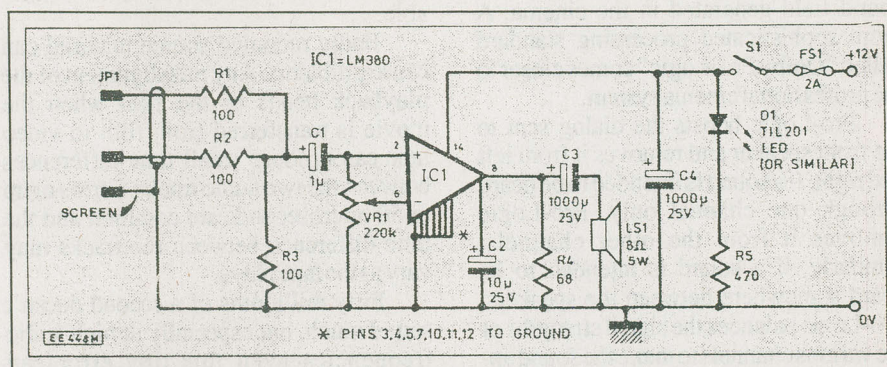 IC1=LM380
JP1
R1
100
R2
100
SCREEN
R3
100
C1
1μ
VR1
220k
2
+
6
−
14
IC1
8
*
C2
10μ
25V
C3
1000μ
25V
R4
68
LS1
8Ω
.5W
C4
1000μ
25V
S1
FS1
2A
+12V
D1
TIL201
LED
(OR SIMILAR)
R5
470
0V
EE448M
* PINS 3,4,5,7,10,11,12 TO GROUND